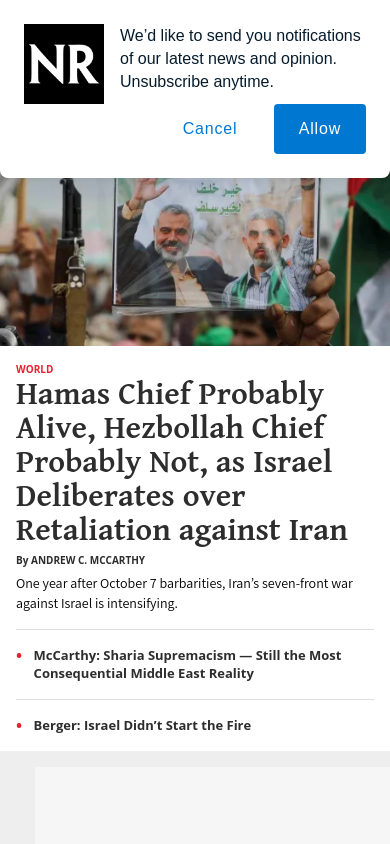 NR
We’d like to send you notifications
of our latest news and opinion.
Unsubscribe anytime.
Cancel
Allow
خير خلف
لخير سلف
WORLD
Hamas Chief Probably
Alive, Hezbollah Chief
Probably Not, as Israel
Deliberates over
Retaliation against Iran
By ANDREW C. MCCARTHY
One year after October 7 barbarities, Iran’s seven-front war
against Israel is intensifying.
• McCarthy: Sharia Supremacism — Still the Most
Consequential Middle East Reality
• Berger: Israel Didn’t Start the Fire